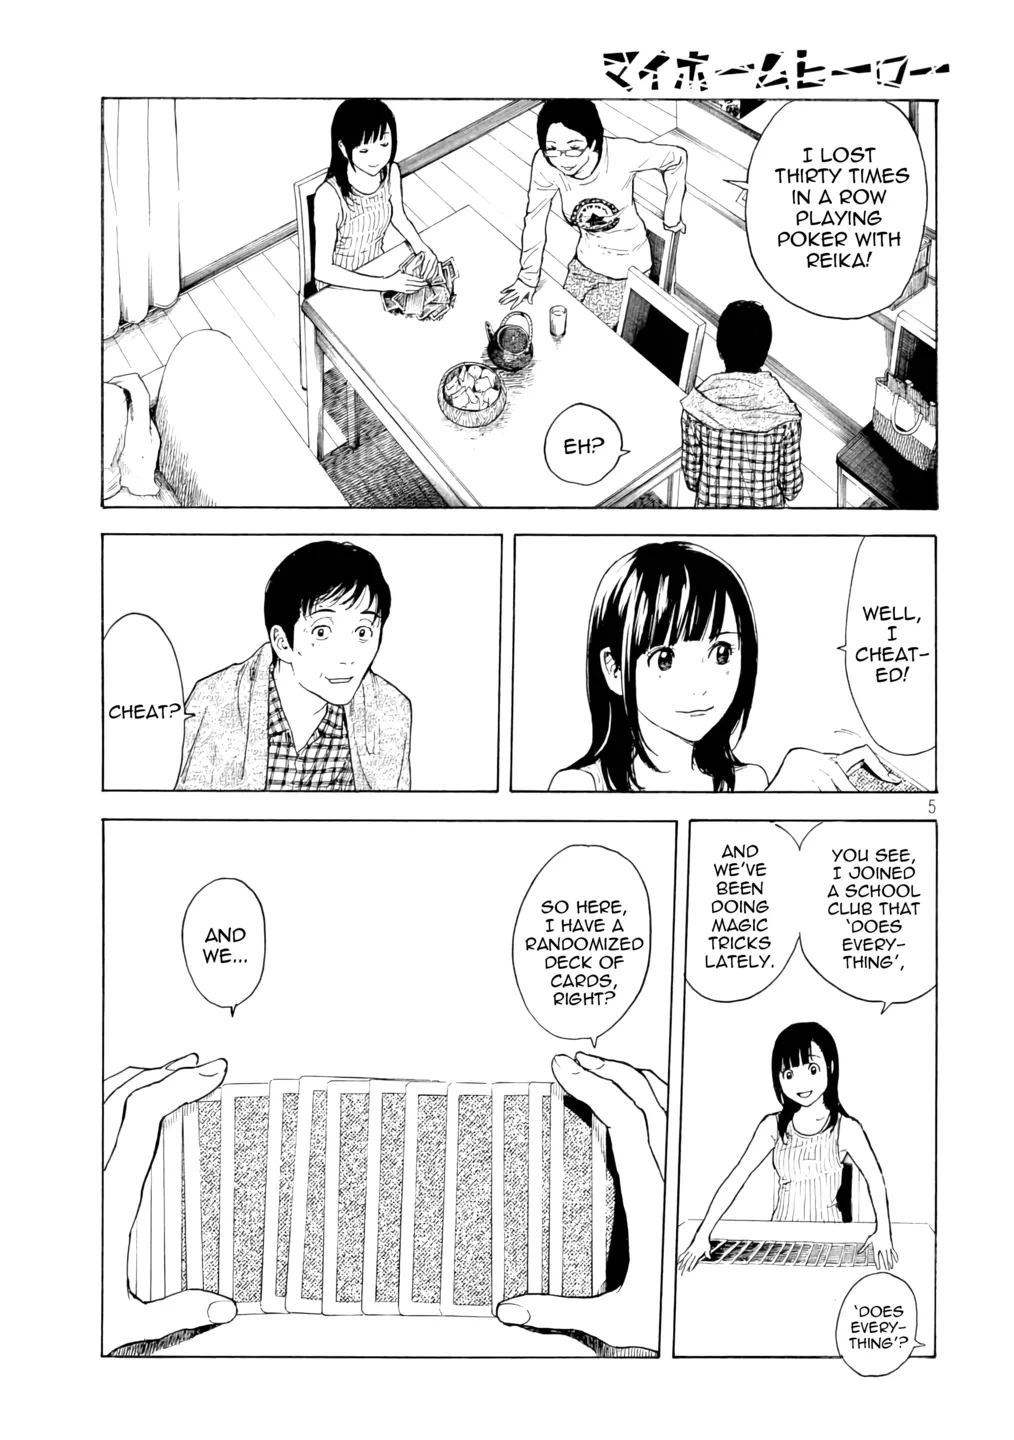 マイホームヒーロー
I LOST
THIRTY TIMES
IN A ROW
PLAYING
POKER WITH
REIKA!
EH?
WELL,
I
CHEAT-
ED!
CHEAT?
5
YOU SEE,
I JOINED
A SCHOOL
CLUB THAT
'DOES
EVERY-
THING',
AND
WE'VE
BEEN
DOING
MAGIC
TRICKS
LATELY.
'DOES
EVERY-
THING'?
SO HERE,
I HAVE A
RANDOMIZED
DECK OF
CARDS,
RIGHT?
AND
WE...